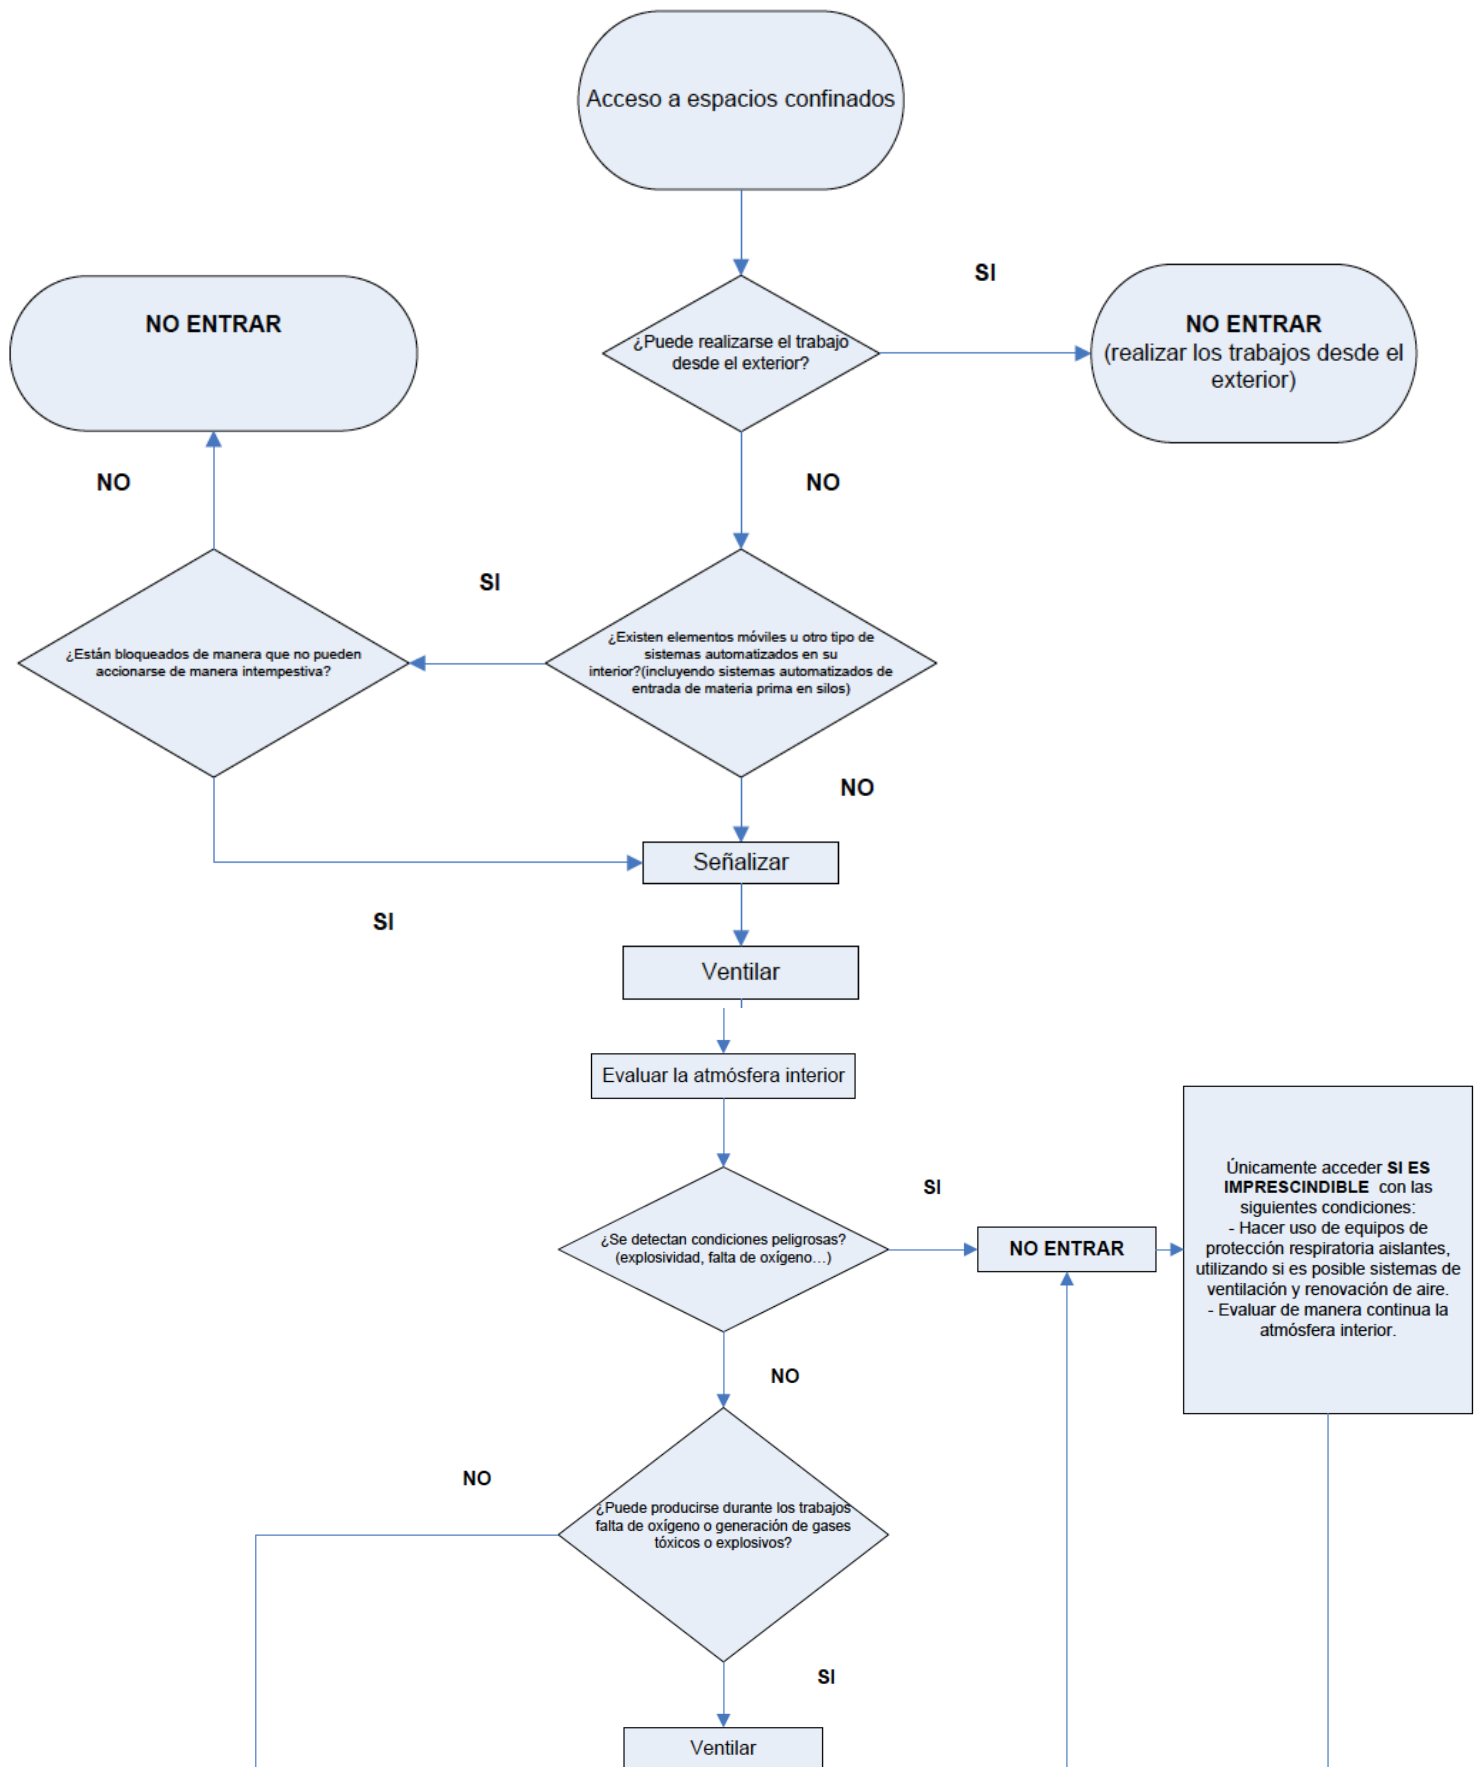 Acceso a espacios confinados
SI
NO ENTRAR
NO ENTRAR
(realizar los trabajos desde el
exterior)
¿Puede realizarse el trabajo
desde el exterior?
NO
NO
SI
¿Existen elementos móviles u otro tipo de
sistemas automatizados en su
interior?(incluyendo sistemas automatizados de
entrada de materia prima en silos)
¿Están bloqueados de manera que no pueden
accionarse de manera intempestiva?
NO
Señalizar
SI
Ventilar
Evaluar la atmósfera interior
SI
¿Se detectan condiciones peligrosas?
(explosividad, falta de oxígeno…)
NO ENTRAR
Únicamente acceder SI ES
IMPRESCINDIBLE con las
siguientes condiciones:
- Hacer uso de equipos de
protección respiratoria aislantes,
utilizando si es posible sistemas de
ventilación y renovación de aire.
- Evaluar de manera continua la
atmósfera interior.
NO
NO
¿Puede producirse durante los trabajos
falta de oxígeno o generación de gases
tóxicos o explosivos?
SI
Ventilar